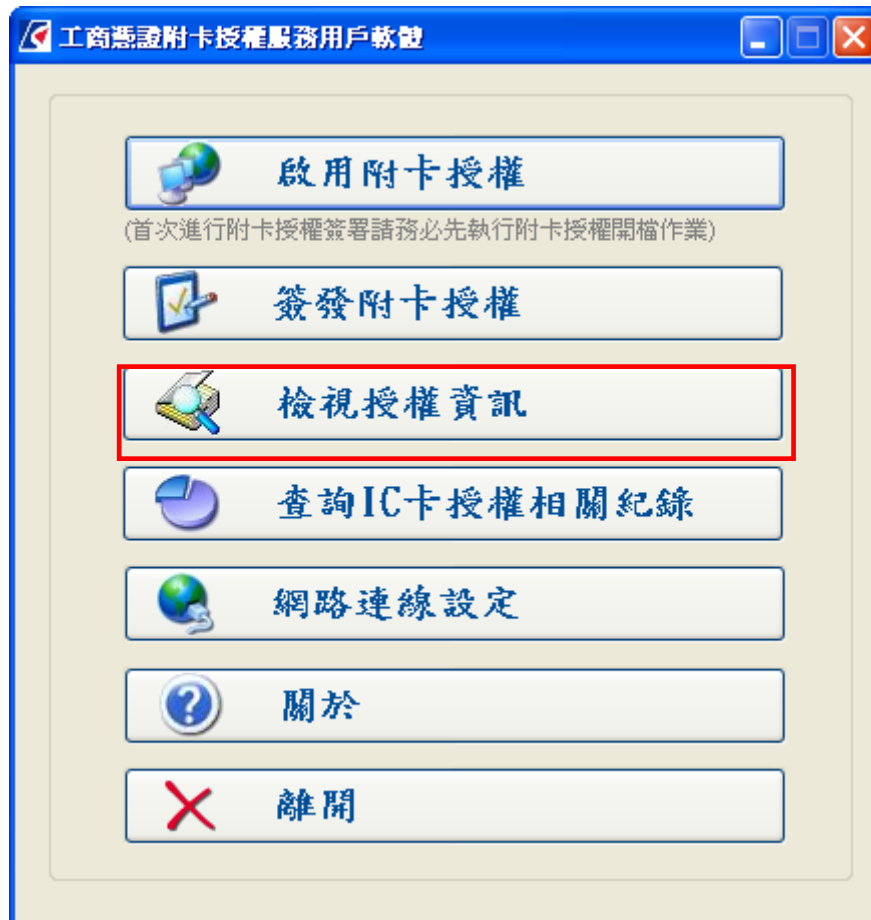 工商憑證附卡授權服務用戶軟體
啟用附卡授權
(首次進行附卡授權簽署請務必先執行附卡授權開檔作業)
簽發附卡授權
檢視授權資訊
查詢IC卡授權相關紀錄
網路連線設定
關於
離開